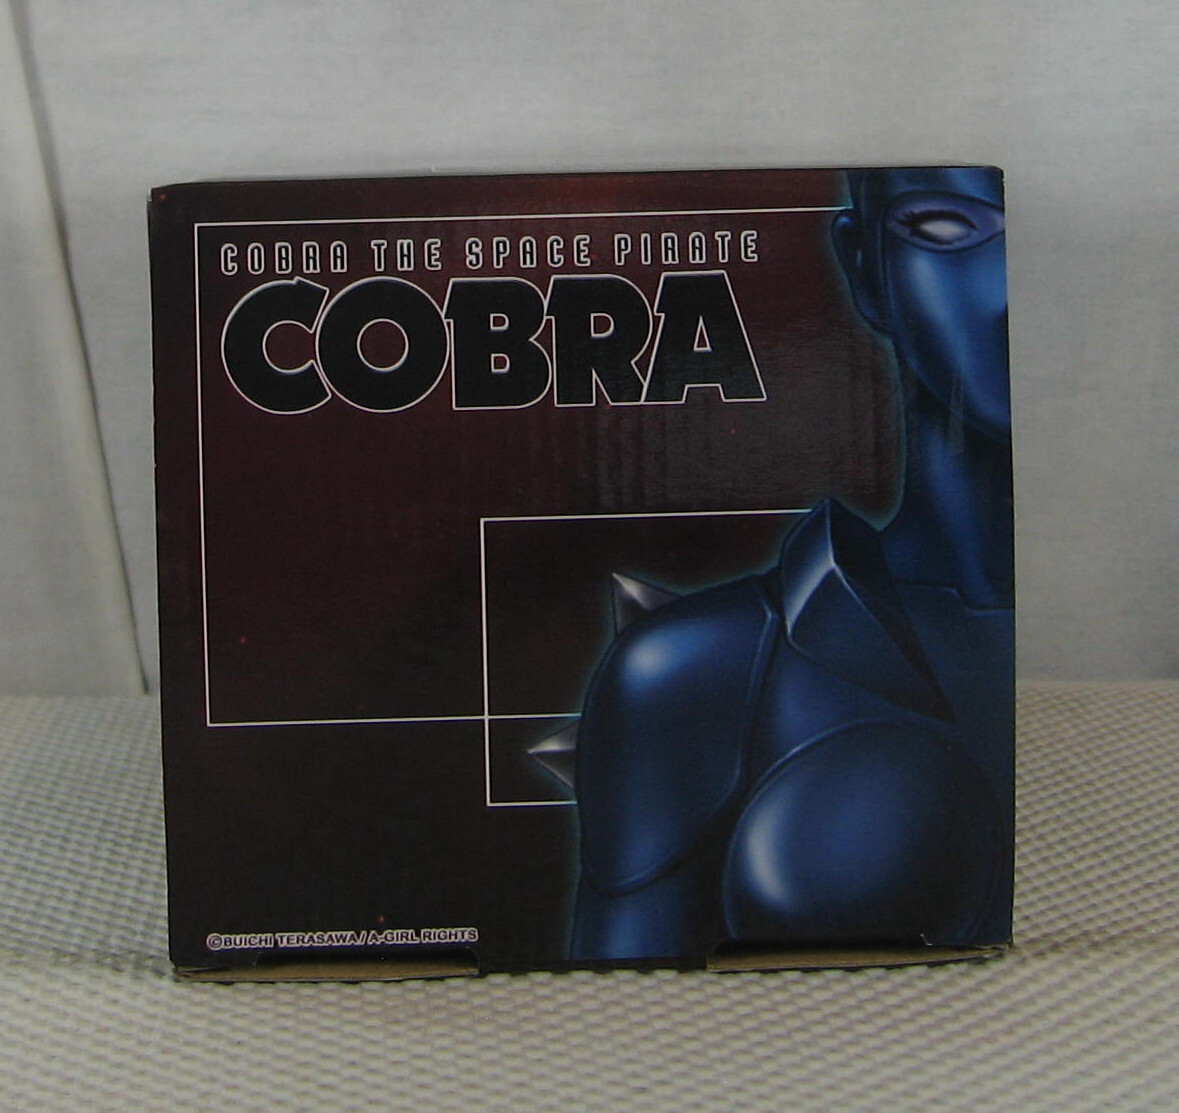 COBRA THE SPACE PIRATE
COBRA
©BUICHI TERASAWA / A-GIRL RIGHTS